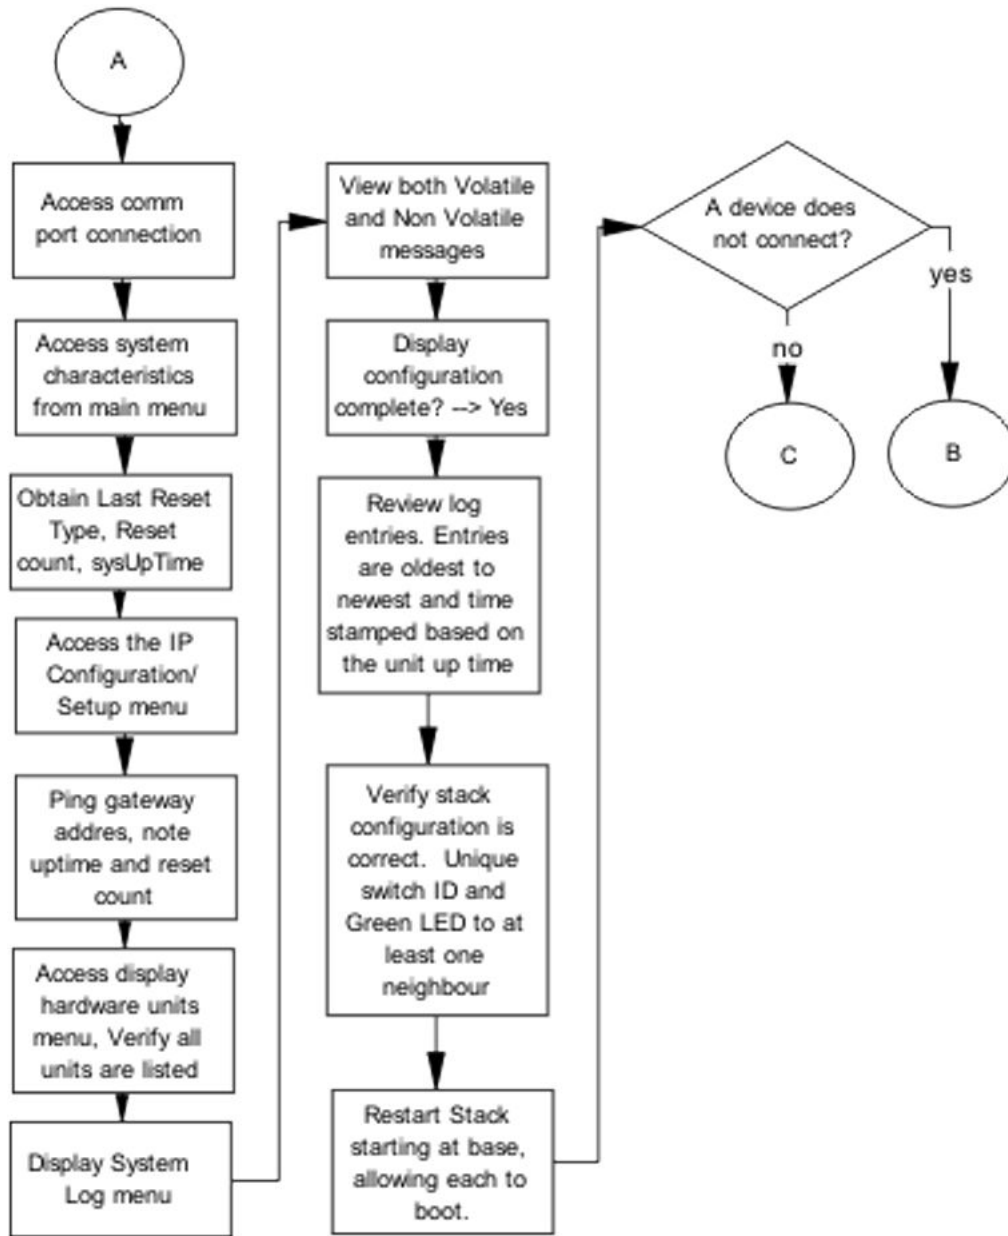 A
Access comm
port connection
Access system
characteristics
from main menu
Obtain Last Reset
Type, Reset
count, sysUpTime
Access the IP
Configuration/
Setup menu
Ping gateway
addres, note
uptime and reset
count
Access display
hardware units
menu, Verify all
units are listed
Display System
Log menu
View both Volatile
and Non Volatile
messages
Display
configuration
complete? --> Yes
Review log
entries. Entries
are oldest to
newest and time
stamped based on
the unit up time
Verify stack
configuration is
correct. Unique
switch ID and
Green LED to at
least one
neighbour
Restart Stack
starting at base,
allowing each to
boot.
A device does
not connect?
yes
no
C
B